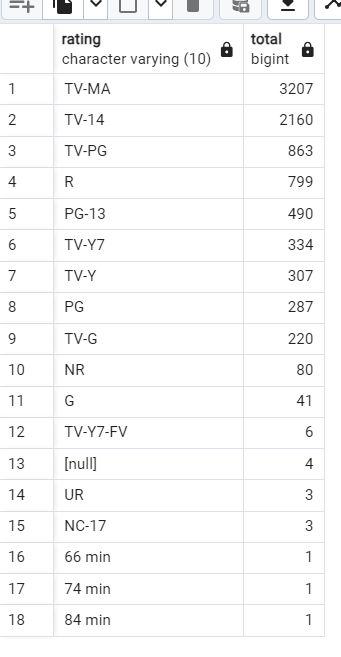 rating total
character varying (10) bigint
1 TV-MA 3207
2 TV-14 2160
3 TV-PG 863
4 R 799
5 PG-13 490
6 TV-Y7 334
7 TV-Y 307
8 PG 287
9 TV-G 220
10 NR 80
11 G 41
12 TV-Y7-FV 6
13 [null] 4
14 UR 3
15 NC-17 3
16 66 min 1
17 74 min 1
18 84 min 1